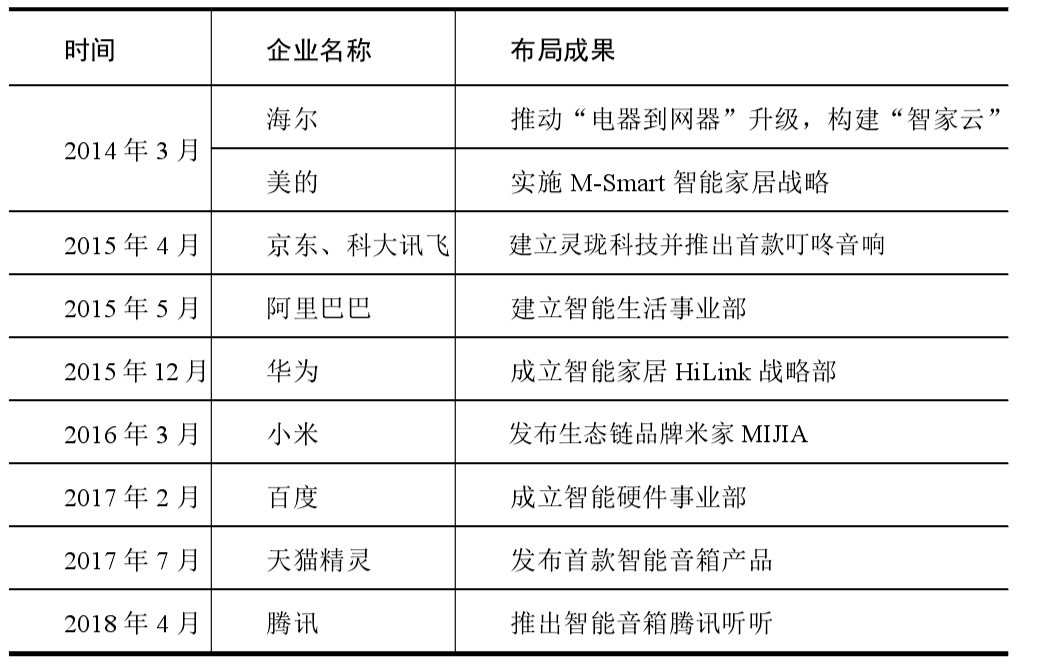 时间 企业名称 布局成果
2014 年 3 月 海尔 推动“电器到网器”升级，构建“智家云”
美的 实施 M-Smart 智能家居战略
2015 年 4 月 京东、科大讯飞 建立灵珑科技并推出首款叮咚音响
2015 年 5 月 阿里巴巴 建立智能生活事业部
2015 年 12 月 华为 成立智能家居 HiLink 战略部
2016 年 3 月 小米 发布生态链品牌米家 MIJIA
2017 年 2 月 百度 成立智能硬件事业部
2017 年 7 月 天猫精灵 发布首款智能音箱产品
2018 年 4 月 腾讯 推出智能音箱腾讯听听